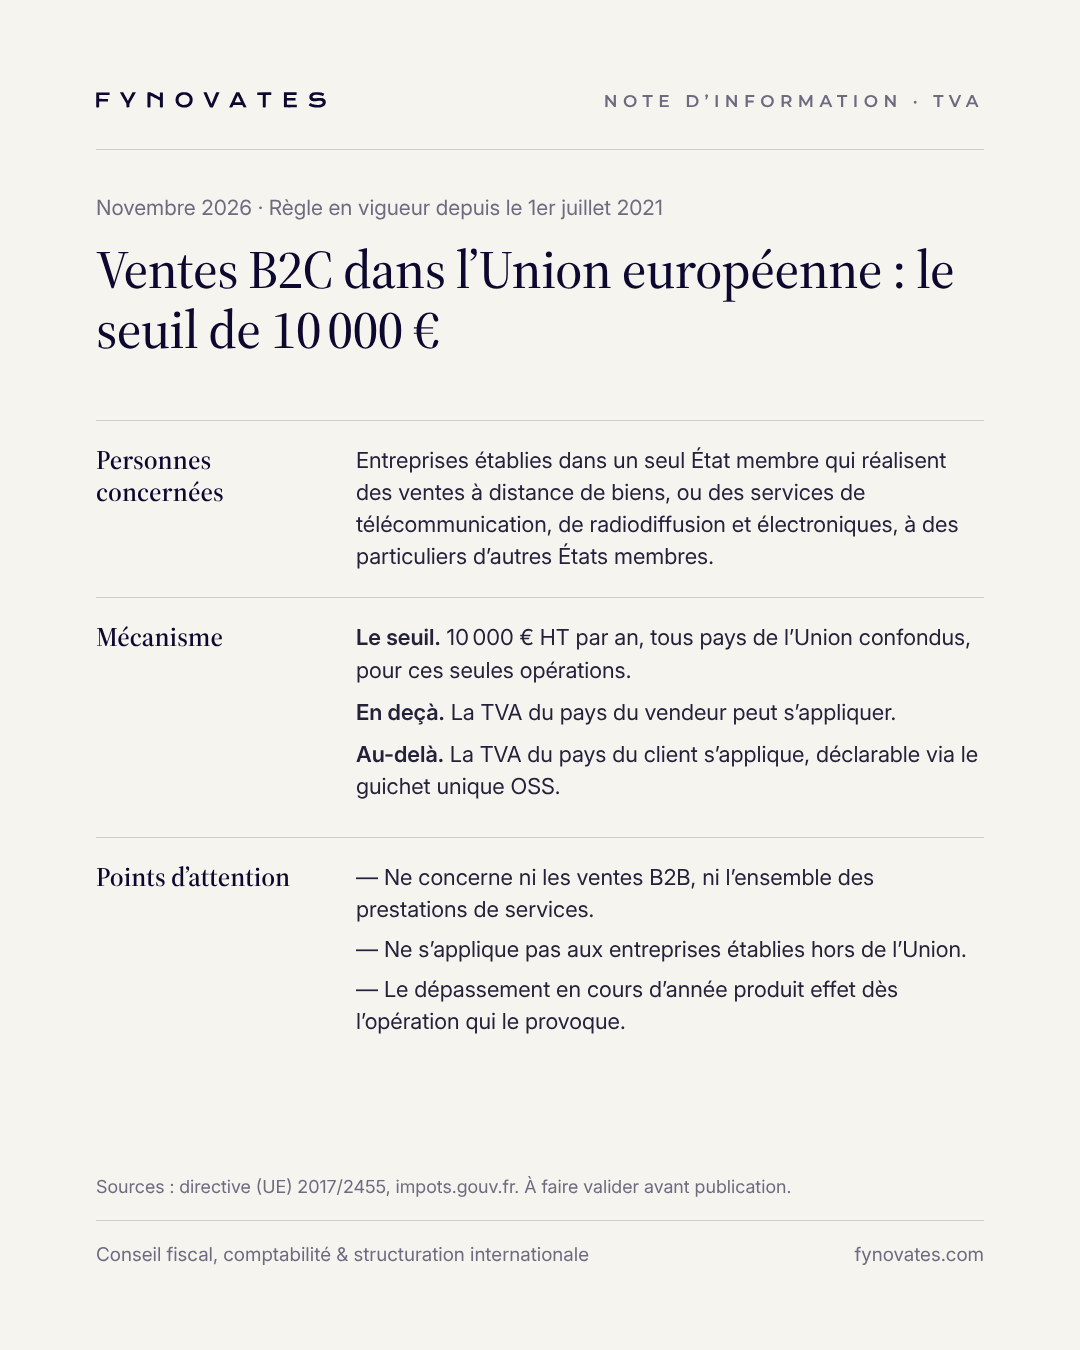 FYNOVATES
NOTE D’INFORMATION · TVA
Novembre 2026 · Règle en vigueur depuis le 1er juillet 2021
Ventes B2C dans l’Union européenne : le
seuil de 10 000 €
Personnes
concernées
Entreprises établies dans un seul État membre qui réalisent
des ventes à distance de biens, ou des services de
télécommunication, de radiodiffusion et électroniques, à des
particuliers d’autres États membres.
Mécanisme
Le seuil. 10 000 € HT par an, tous pays de l’Union confondus,
pour ces seules opérations.
En deçà. La TVA du pays du vendeur peut s’appliquer.
Au-delà. La TVA du pays du client s’applique, déclarable via le
guichet unique OSS.
Points d’attention
— Ne concerne ni les ventes B2B, ni l’ensemble des
prestations de services.
— Ne s’applique pas aux entreprises établies hors de l’Union.
— Le dépassement en cours d’année produit effet dès
l’opération qui le provoque.
Sources : directive (UE) 2017/2455, impots.gouv.fr. À faire valider avant publication.
Conseil fiscal, comptabilité & structuration internationale
fynovates.com